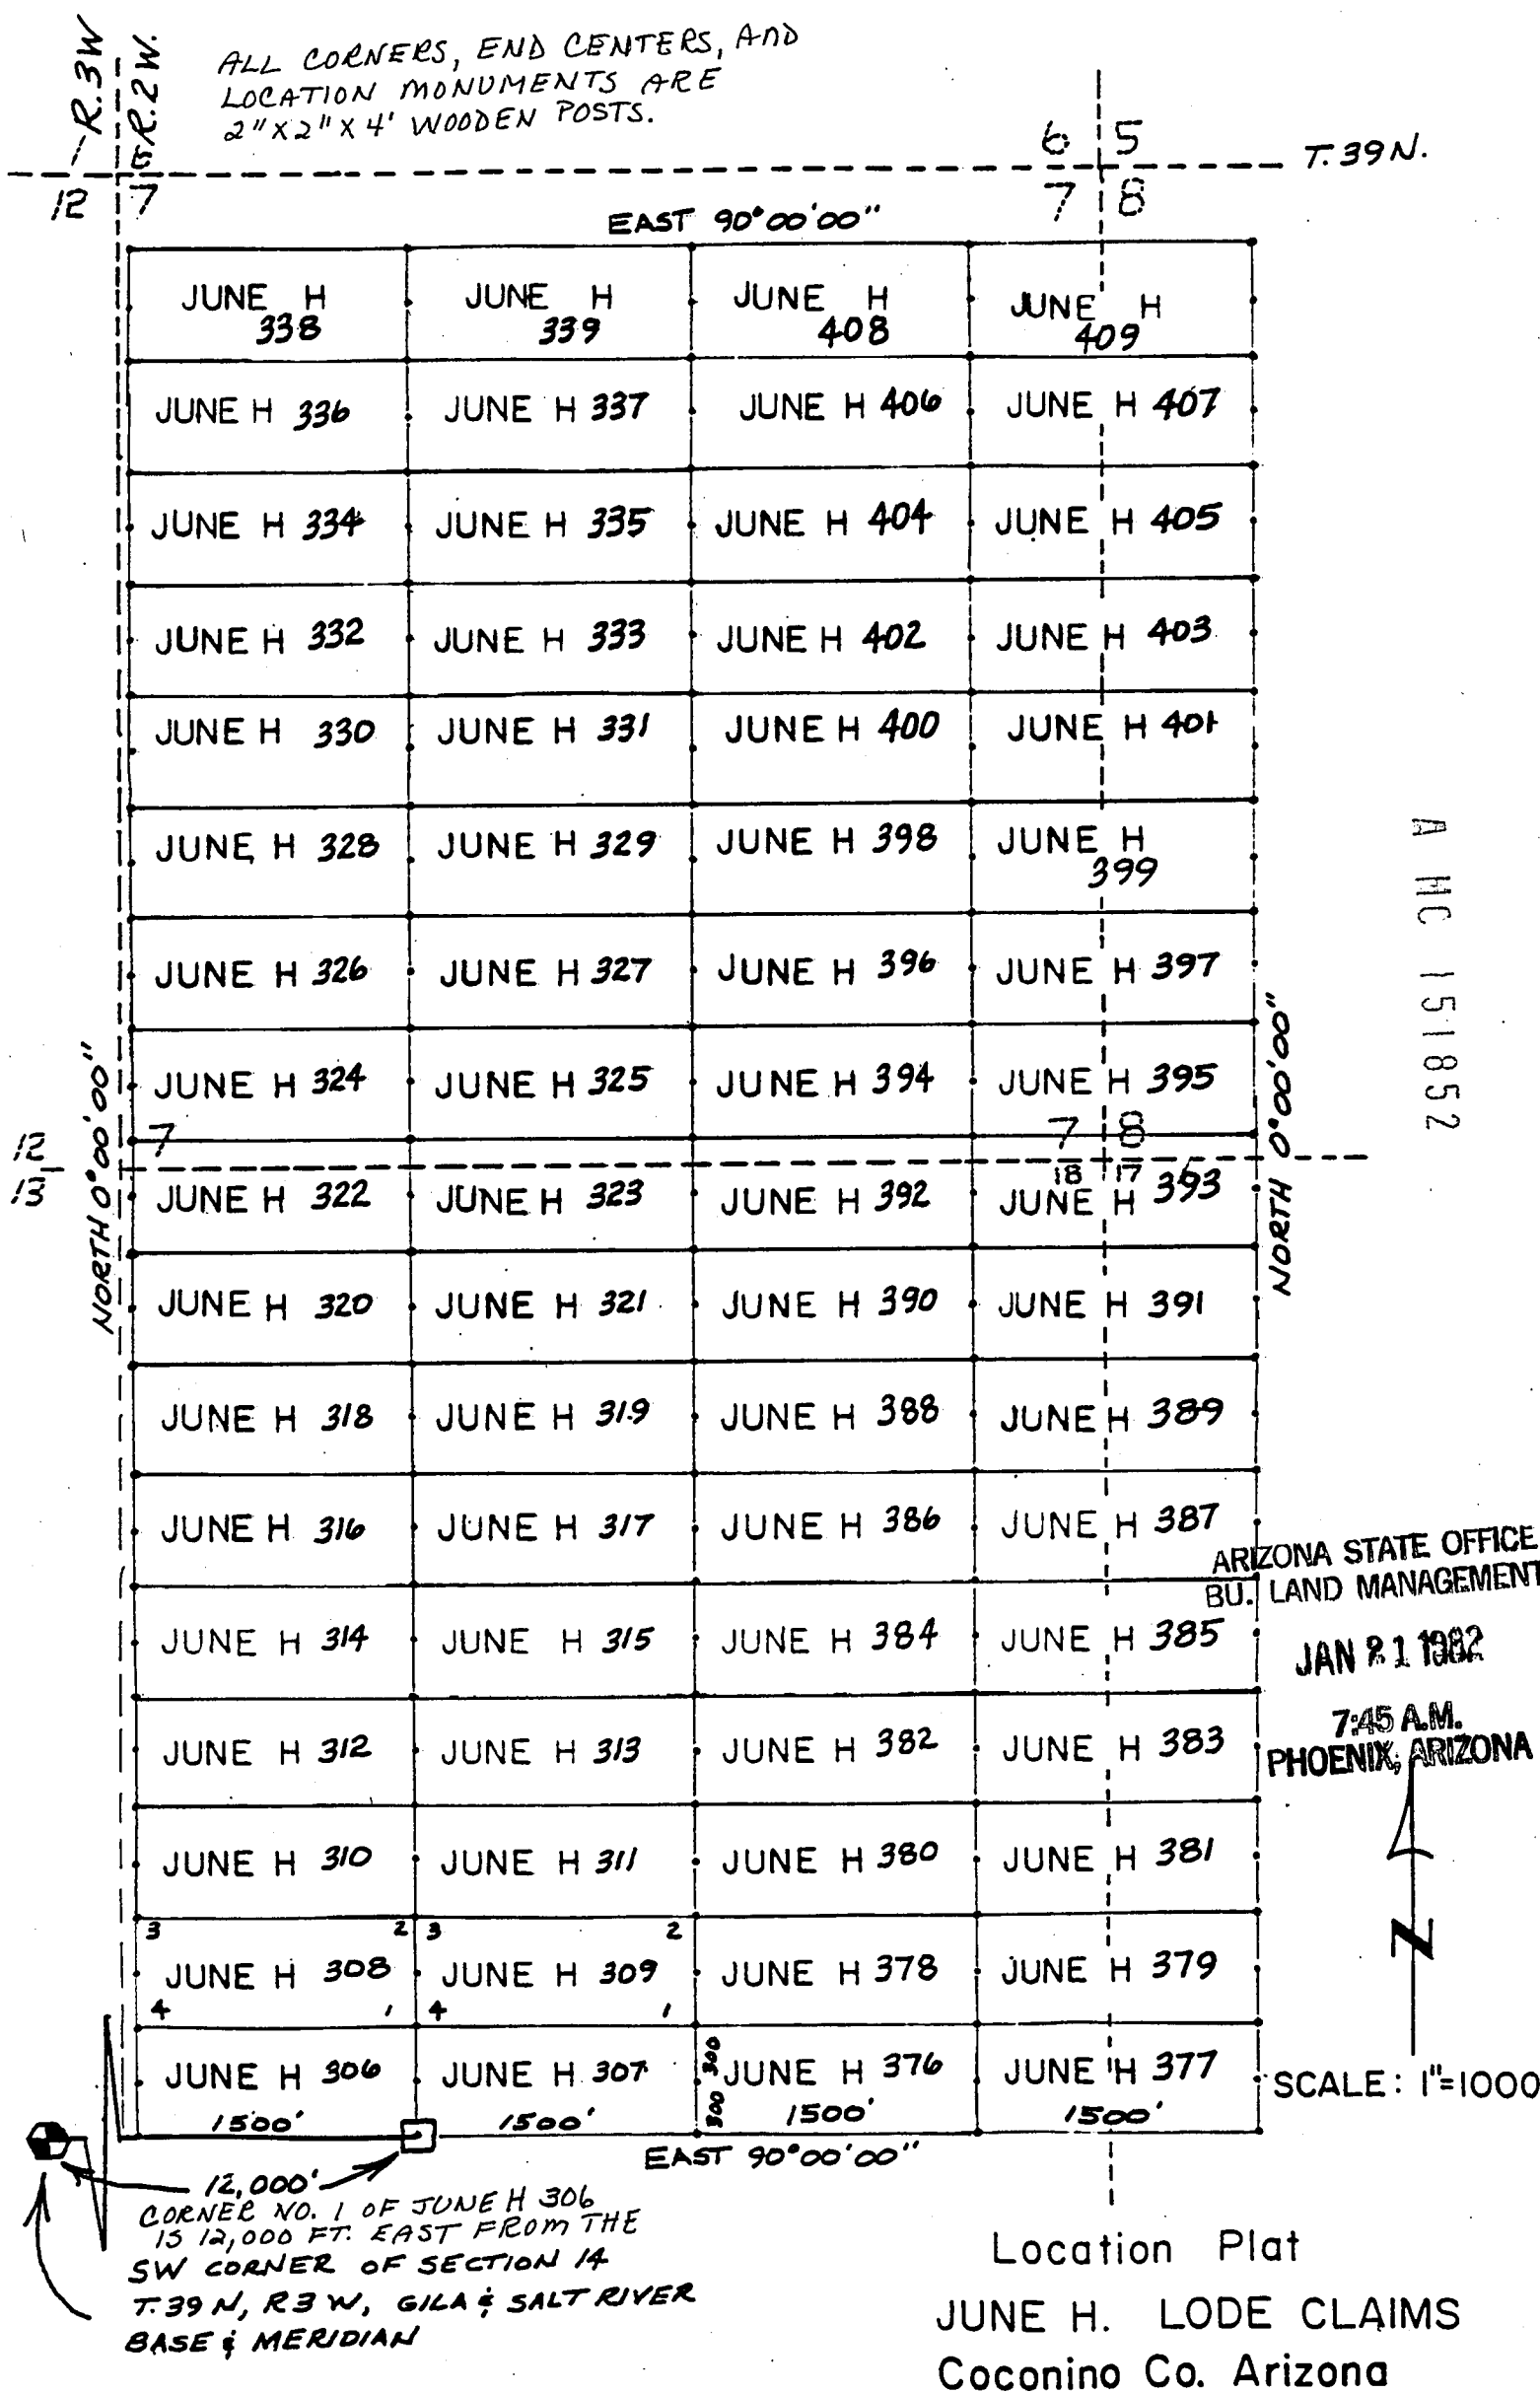 R.3W
R.2W.
ALL CORNERS, END CENTERS, AND
LOCATION MONUMENTS ARE
2"X2"X4' WOODEN POSTS.
6 5
T.39N.
12 7
7 8
EAST 90°00'00"
JUNE H 338
JUNE H 339
JUNE H 408
JUNE H 409
JUNE H 336
JUNE H 337
JUNE H 406
JUNE H 407
JUNE H 334
JUNE H 335
JUNE H 404
JUNE H 405
JUNE H 332
JUNE H 333
JUNE H 402
JUNE H 403
JUNE H 330
JUNE H 331
JUNE H 400
JUNE H 401
JUNE H 328
JUNE H 329
JUNE H 398
JUNE H 399
JUNE H 326
JUNE H 327
JUNE H 396
JUNE H 397
JUNE H 324
JUNE H 325
JUNE H 394
JUNE H 395
12 7
7 8
13
18 17
JUNE H 322
JUNE H 323
JUNE H 392
JUNE H 393
JUNE H 320
JUNE H 321
JUNE H 390
JUNE H 391
JUNE H 318
JUNE H 319
JUNE H 388
JUNE H 389
JUNE H 316
JUNE H 317
JUNE H 386
JUNE H 387
JUNE H 314
JUNE H 315
JUNE H 384
JUNE H 385
JUNE H 312
JUNE H 313
JUNE H 382
JUNE H 383
JUNE H 310
JUNE H 311
JUNE H 380
JUNE H 381
3 2 3 2
JUNE H 308
JUNE H 309
JUNE H 378
JUNE H 379
4 1 4 1
JUNE H 306
JUNE H 307
300 300
JUNE H 376
JUNE H 377
1500'
1500'
1500'
1500'
EAST 90°00'00"
NORTH 0°00'00"
NORTH 0°00'00"
A MC 151852
ARIZONA STATE OFFICE
BU. LAND MANAGEMENT
JAN 21 1982
7:45 A.M.
PHOENIX, ARIZONA
N
SCALE: 1"=1000
12,000'
CORNER NO. 1 OF JUNE H 306
IS 12,000 FT. EAST FROM THE
SW CORNER OF SECTION 14
T.39 N, R3 W, GILA & SALT RIVER
BASE & MERIDIAN
Location Plat
JUNE H. LODE CLAIMS
Coconino Co. Arizona